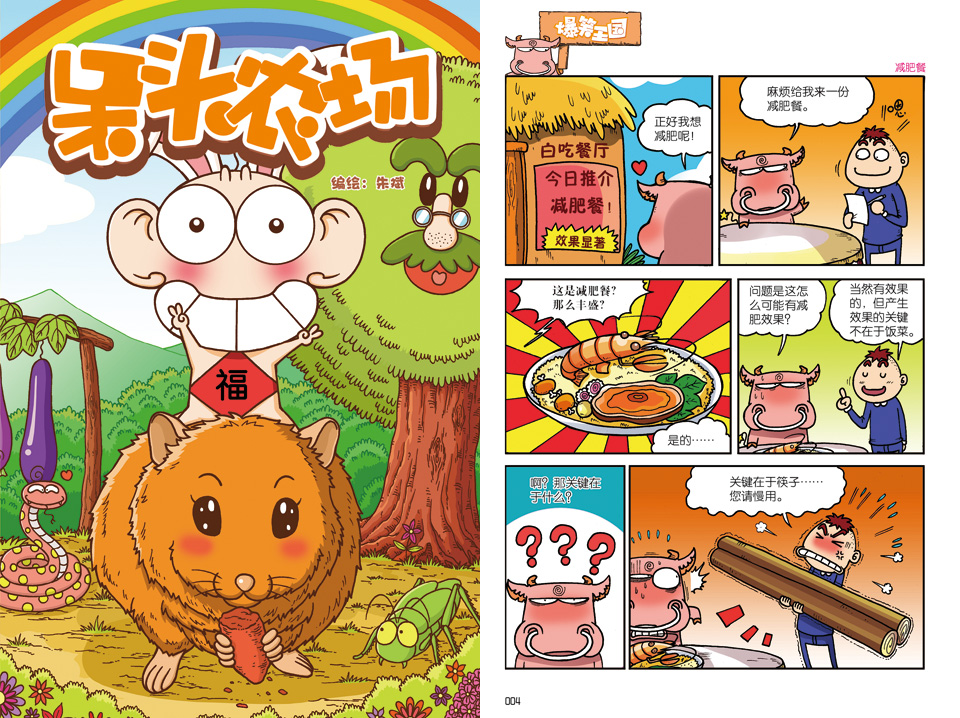 呆头农场
编绘：朱斌
福
爆笑王国
减肥餐
白吃餐厅
今日推介
减肥餐！
效果显著
正好我想
减肥呢！
麻烦给我来一份
减肥餐。
嗯
这是减肥餐？
那么丰盛？
是的……
问题是这怎
么可能有减
肥效果？
当然有效果
的，但产生
效果的关键
不在于饭菜。
啊？那关键在
于什么？
？？？
关键在于筷子……
您请慢用。
004